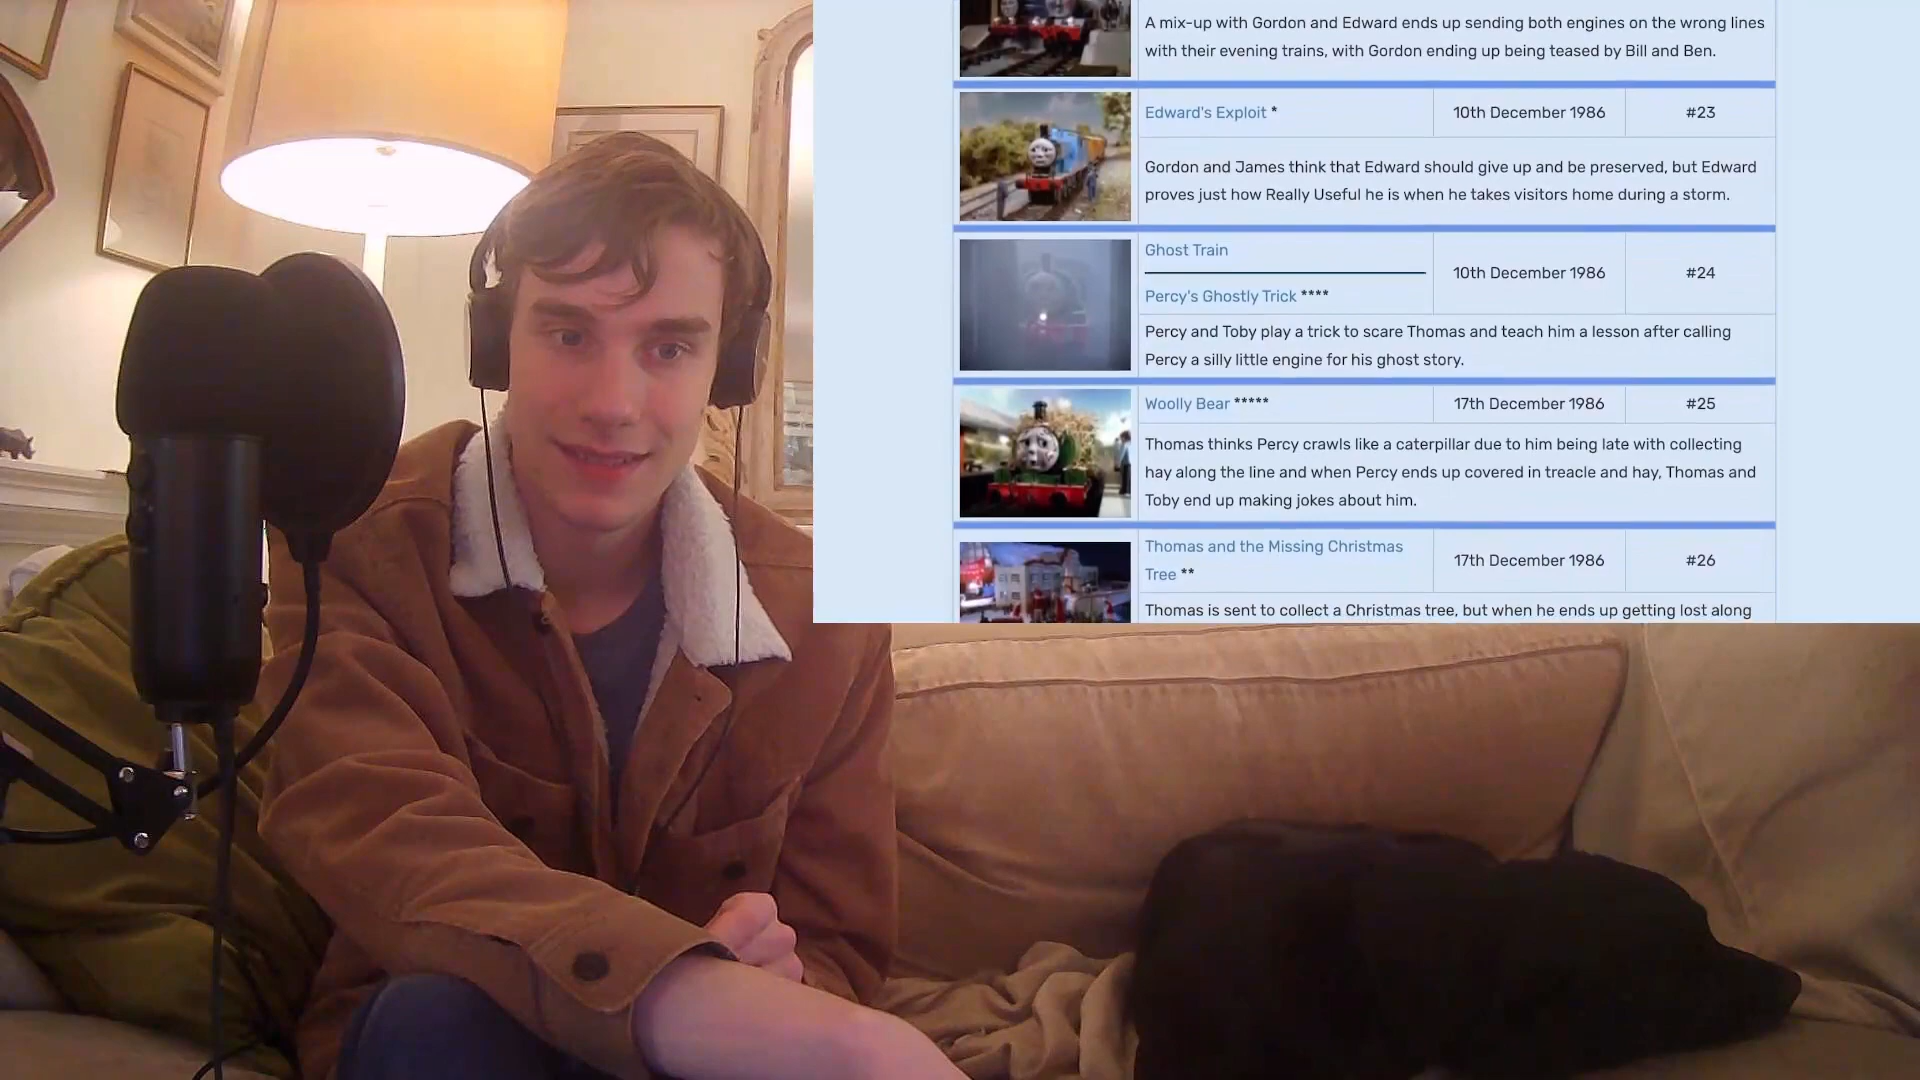 A mix-up with Gordon and Edward ends up sending both engines on the wrong lines
with their evening trains, with Gordon ending up being teased by Bill and Ben.
Edward's Exploit * 10th December 1986 #23
Gordon and James think that Edward should give up and be preserved, but Edward
proves just how Really Useful he is when he takes visitors home during a storm.
Ghost Train
Percy's Ghostly Trick **** 10th December 1986 #24
Percy and Toby play a trick to scare Thomas and teach him a lesson after calling
Percy a silly little engine for his ghost story.
Woolly Bear ***** 17th December 1986 #25
Thomas thinks Percy crawls like a caterpillar due to him being late with collecting
hay along the line and when Percy ends up covered in treacle and hay, Thomas and
Toby end up making jokes about him.
Thomas and the Missing Christmas
Tree ** 17th December 1986 #26
Thomas is sent to collect a Christmas tree, but when he ends up getting lost along